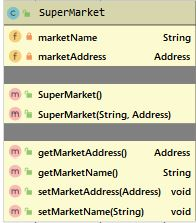 SuperMarket
marketName String
marketAddress Address
SuperMarket()
SuperMarket(String, Address)
getMarketAddress() Address
getMarketName() String
setMarketAddress(Address) void
setMarketName(String) void